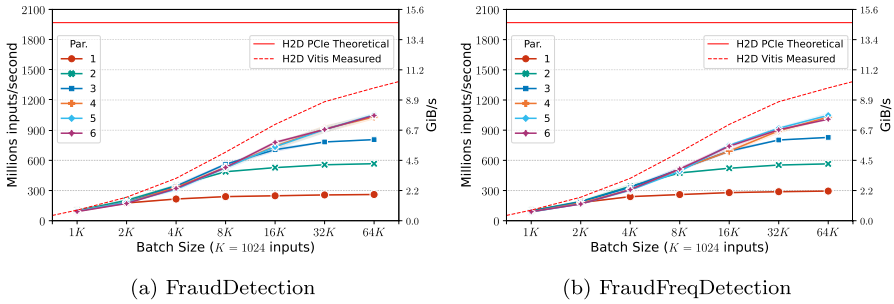 2100
1800
1500
1200
900
600
300
0
Millions inputs/second
Par.
1
2
3
4
5
6
H2D PCIe Theoretical
H2D Vitis Measured
15.6
13.4
11.2
8.9
6.7
4.5
2.2
0.0
GiB/s
1K 2K 4K 8K 16K 32K 64K
Batch Size (K = 1024 inputs)
(a) FraudDetection
2100
1800
1500
1200
900
600
300
0
Millions inputs/second
Par.
1
2
3
4
5
6
H2D PCIe Theoretical
H2D Vitis Measured
15.6
13.4
11.2
8.9
6.7
4.5
2.2
0.0
GiB/s
1K 2K 4K 8K 16K 32K 64K
Batch Size (K = 1024 inputs)
(b) FraudFreqDetection